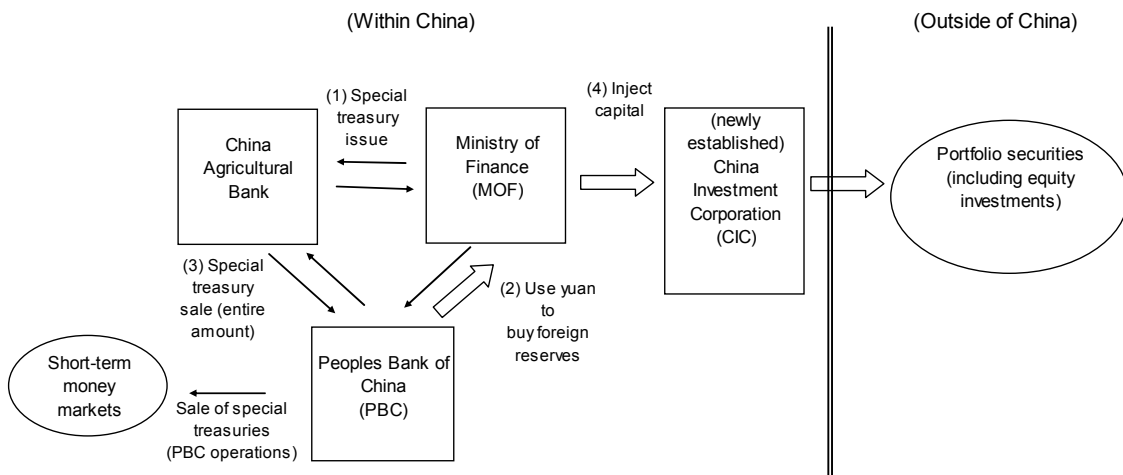 (Within China)
(Outside of China)
(1) Special
treasury
issue
(4) Inject
capital
China
Agricultural
Bank
Ministry of
Finance
(MOF)
(newly
established)
China
Investment
Corporation
(CIC)
Portfolio securities
(including equity
investments)
(3) Special
treasury
sale (entire
amount)
(2) Use yuan
to
buy foreign
reserves
Short-term
money
markets
Peoples Bank of
China
(PBC)
Sale of special
treasuries
(PBC operations)